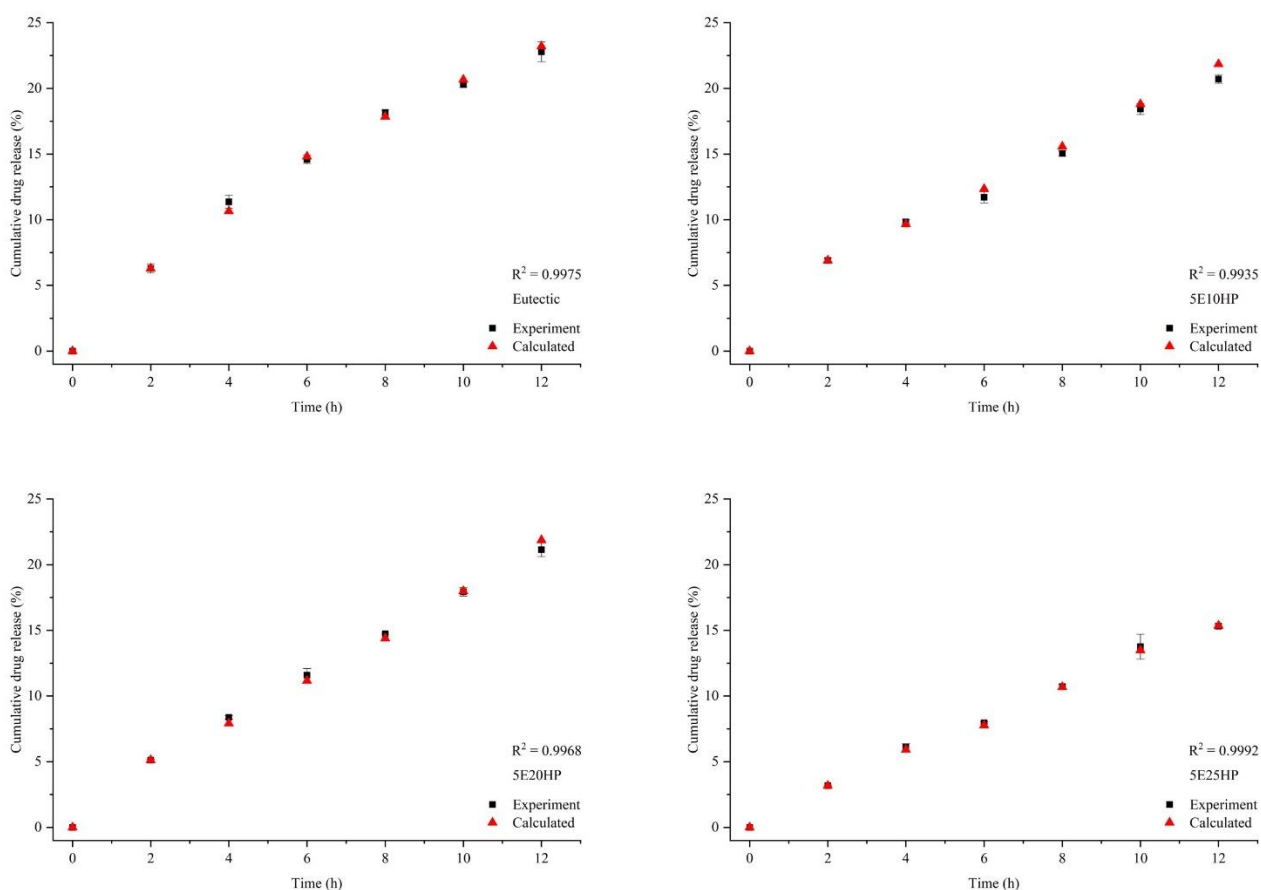 25
20
15
10
5
0
Cumulative drug release (%)
R² = 0.9975
Eutectic
Experiment
Calculated
0 2 4 6 8 10 12
Time (h)
25
20
15
10
5
0
Cumulative drug release (%)
R² = 0.9935
5E10HP
Experiment
Calculated
0 2 4 6 8 10 12
Time (h)
25
20
15
10
5
0
Cumulative drug release (%)
R² = 0.9968
5E20HP
Experiment
Calculated
0 2 4 6 8 10 12
Time (h)
25
20
15
10
5
0
Cumulative drug release (%)
R² = 0.9992
5E25HP
Experiment
Calculated
0 2 4 6 8 10 12
Time (h)